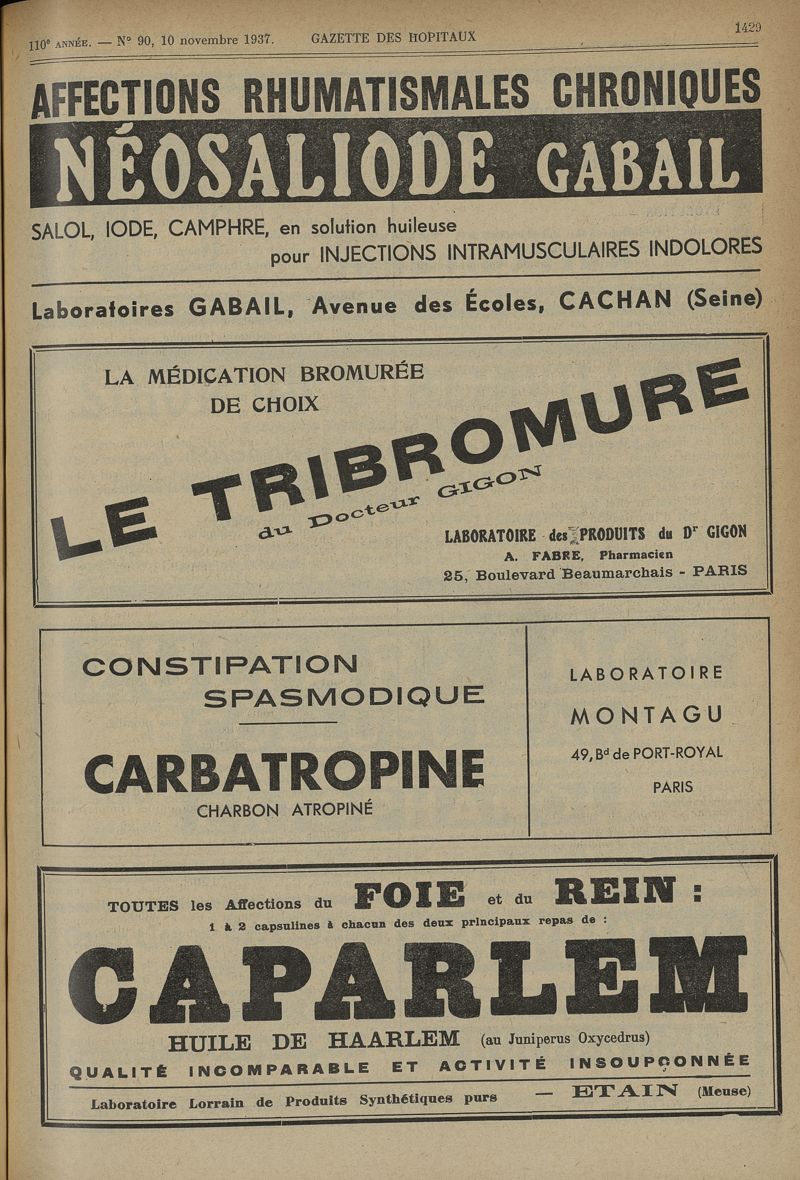 110e ANNÉE. — N° 90, 10 novembre 1937. GAZETTE DES HOPITAUX 1429
AFFECTIONS RHUMATISMALES CHRONIQUES
NÉOSALIODE GABAIL
SALOL, IODE, CAMPHRE, en solution huileuse
pour INJECTIONS INTRAMUSCULAIRES INDOLORES
Laboratoires GABAIL, Avenue des Écoles, CACHAN (Seine)
LA MÉDICATION BROMURÉE
DE CHOIX
LE TRIBROMURE
du Docteur GIGON
LABORATOIRE des PRODUITS du Dr GIGON
A. FABRE, Pharmacien
25, Boulevard Beaumarchais - PARIS
CONSTIPATION
SPASMODIQUE
CARBATROPINE
CHARBON ATROPINÉ
LABORATOIRE
MONTAGU
49, Bd de PORT-ROYAL
PARIS
TOUTES les Affections du FOIE et du REIN :
1 à 2 capsulines à chacun des deux principaux repas de :
CAPARLEM
HUILE DE HAARLEM (au Juniperus Oxycedrus)
QUALITÉ INCOMPARABLE ET ACTIVITÉ INSOUPÇONNÉE
Laboratoire Lorrain de Produits Synthétiques purs — ETAIN (Meuse)